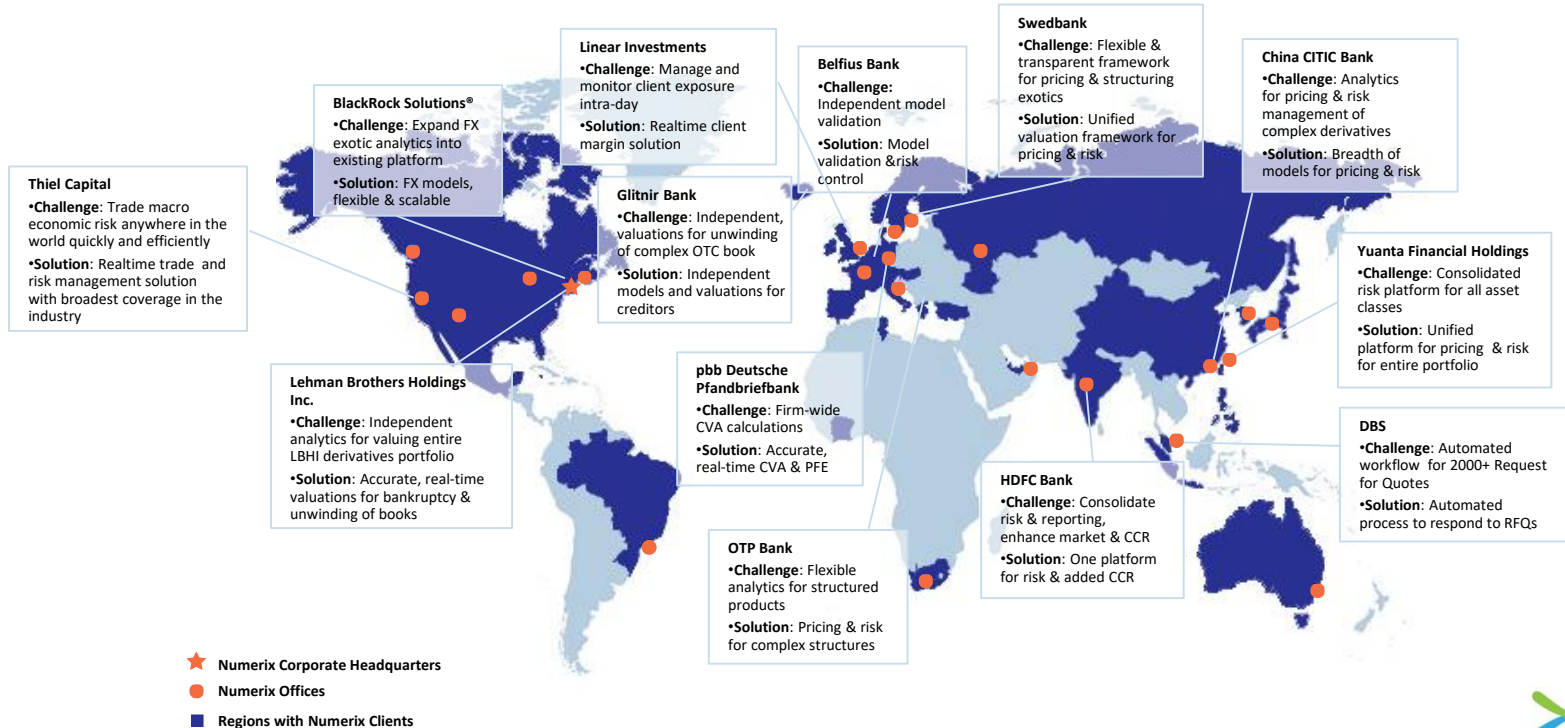 Swedbank
•Challenge: Flexible &
transparent framework
for pricing & structuring
exotics
•Solution: Unified
valuation framework for
pricing & risk
Linear Investments
•Challenge: Manage and
monitor client exposure
intra-day
•Solution: Realtime client
margin solution
Belfius Bank
•Challenge:
Independent model
validation
•Solution: Model
validation &risk
control
China CITIC Bank
•Challenge: Analytics
for pricing & risk
management of
complex derivatives
•Solution: Breadth of
models for pricing & risk
BlackRock Solutions®
•Challenge: Expand FX
exotic analytics into
existing platform
•Solution: FX models,
flexible & scalable
Thiel Capital
•Challenge: Trade macro
economic risk anywhere in the
world quickly and efficiently
•Solution: Realtime trade and
risk management solution
with broadest coverage in the
industry
Glitnir Bank
•Challenge: Independent,
valuations for unwinding
of complex OTC book
•Solution: Independent
models and valuations for
creditors
Yuanta Financial Holdings
•Challenge: Consolidated
risk platform for all asset
classes
•Solution: Unified
platform for pricing & risk
for entire portfolio
Lehman Brothers Holdings
Inc.
•Challenge: Independent
analytics for valuing entire
LBHI derivatives portfolio
•Solution: Accurate, real-time
valuations for bankruptcy &
unwinding of books
pbb Deutsche
Pfandbriefbank
•Challenge: Firm-wide
CVA calculations
•Solution: Accurate,
real-time CVA & PFE
DBS
•Challenge: Automated
workflow for 2000+ Request
for Quotes
•Solution: Automated
process to respond to RFQs
HDFC Bank
•Challenge: Consolidate
risk & reporting,
enhance market & CCR
•Solution: One platform
for risk & added CCR
OTP Bank
•Challenge: Flexible
analytics for structured
products
•Solution: Pricing & risk
for complex structures
Numerix Corporate Headquarters
Numerix Offices
Regions with Numerix Clients